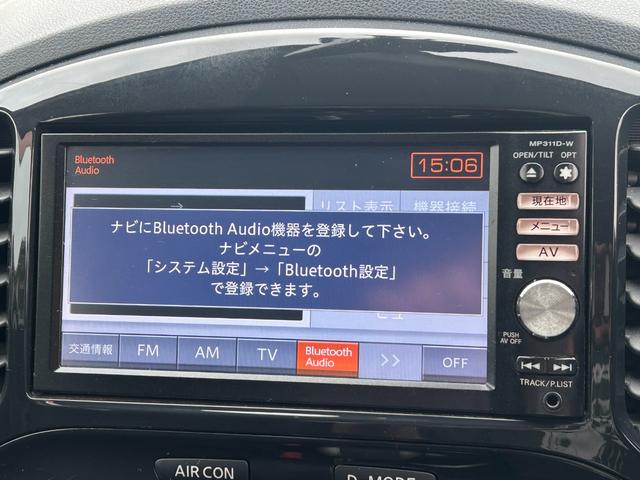 MP311D-W
Bluetooth
Audio
15:06
OPEN/TILT OPT
→
リスト表示 機器接続
現在地
メニュー
AV
ナビにBluetooth Audio機器を登録して下さい。
ナビメニューの
「システム設定」→「Bluetooth設定」
で登録できます。
音量
PUSH
AV OFF
交通情報 FM AM TV Bluetooth
Audio >> OFF
TRACK/P.LIST
AIR CON
D-MODE